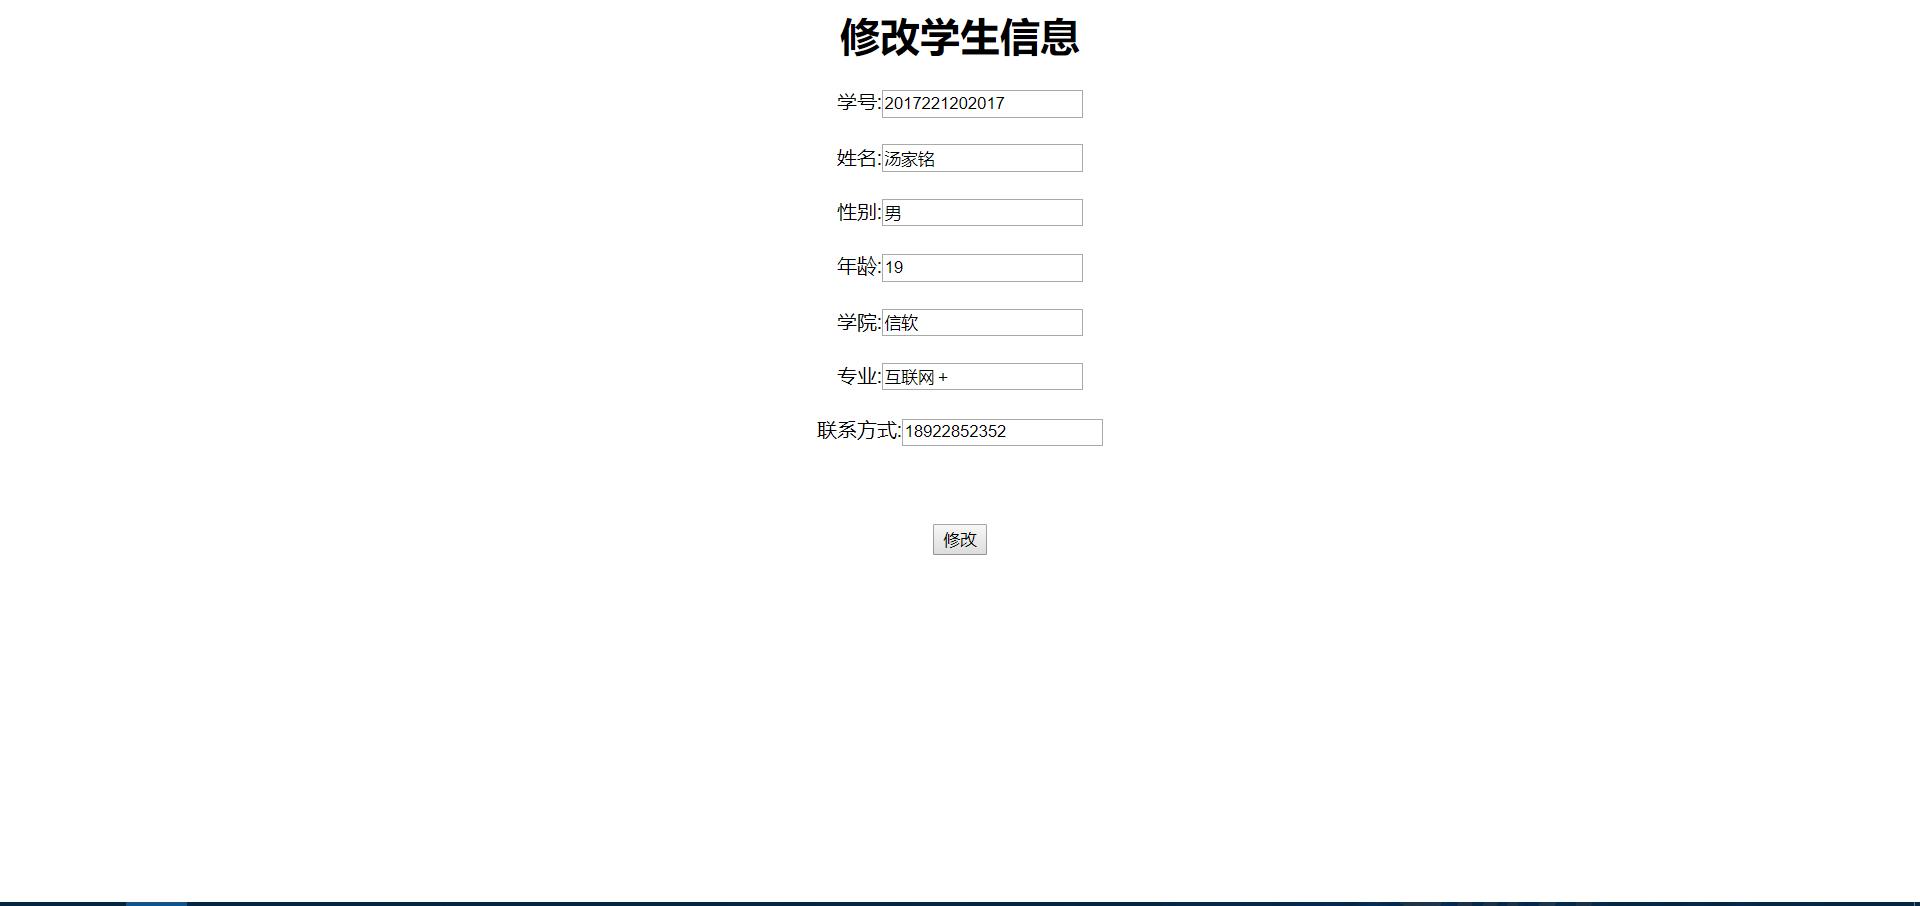 修改学生信息
学号:2017221202017
姓名:汤家铭
性别:男
年龄:19
学院:信软
专业:互联网＋
联系方式:18922852352
修改